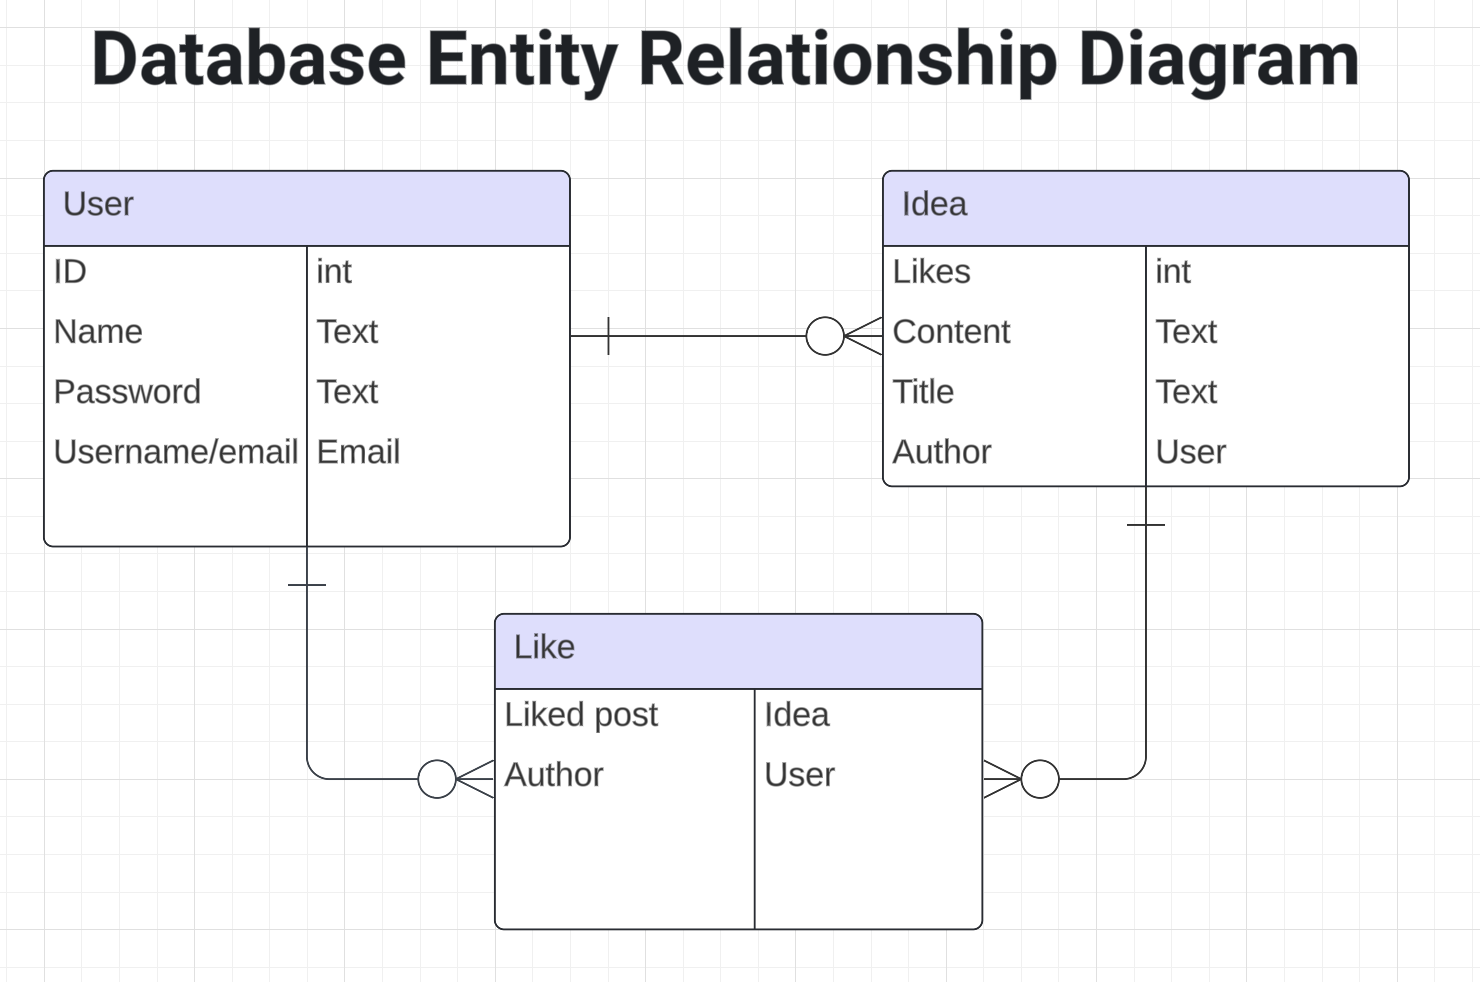 Database Entity Relationship Diagram
User
ID int
Name Text
Password Text
Username/email Email
Idea
Likes int
Content Text
Title Text
Author User
Like
Liked post Idea
Author User